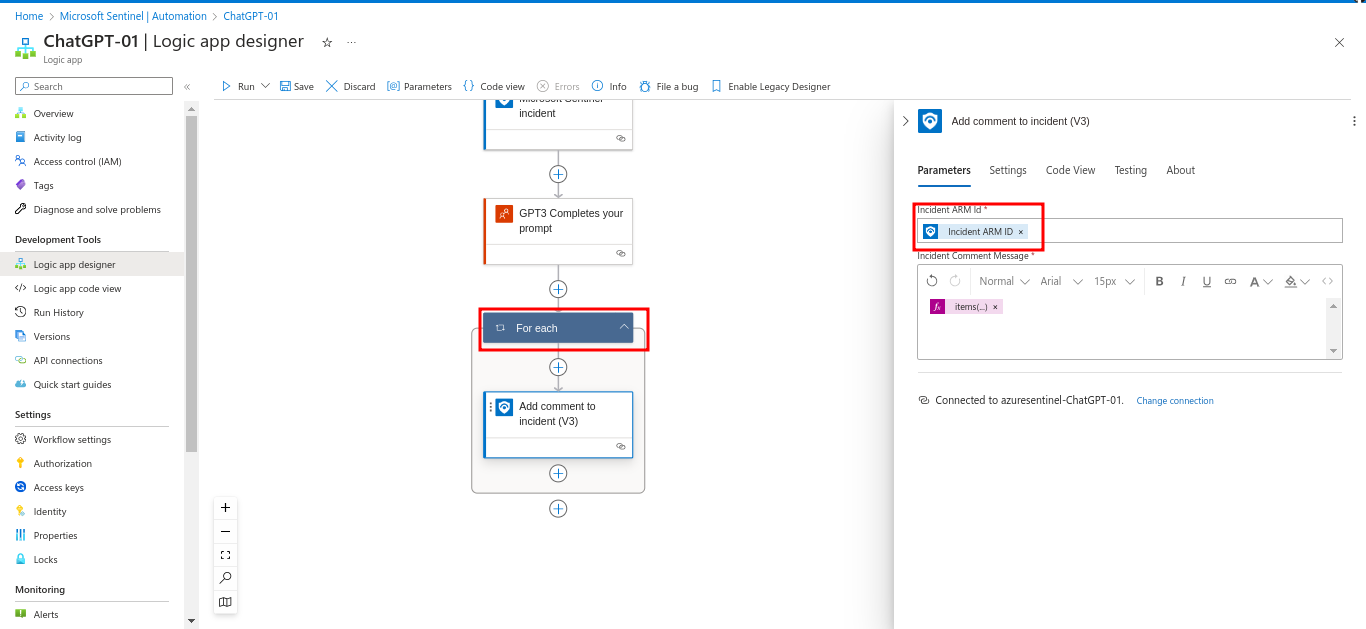 Home > Microsoft Sentinel | Automation > ChatGPT-01
ChatGPT-01 | Logic app designer
Logic app
Search
Overview
Activity log
Access control (IAM)
Tags
Diagnose and solve problems
Development Tools
Logic app designer
Logic app code view
Run History
Versions
API connections
Quick start guides
Settings
Workflow settings
Authorization
Access keys
Identity
Properties
Locks
Monitoring
Alerts
Run Save Discard Parameters Code view Errors Info File a bug Enable Legacy Designer
Microsoft Sentinel
incident
GPT3 Completes your
prompt
For each
Add comment to
incident (V3)
Add comment to incident (V3)
Parameters Settings Code View Testing About
Incident ARM Id *
Incident ARM ID ×
Incident Comment Message *
Normal Arial 15px B I U A
fx items(...) ×
Connected to azuresentinel-ChatGPT-01. Change connection